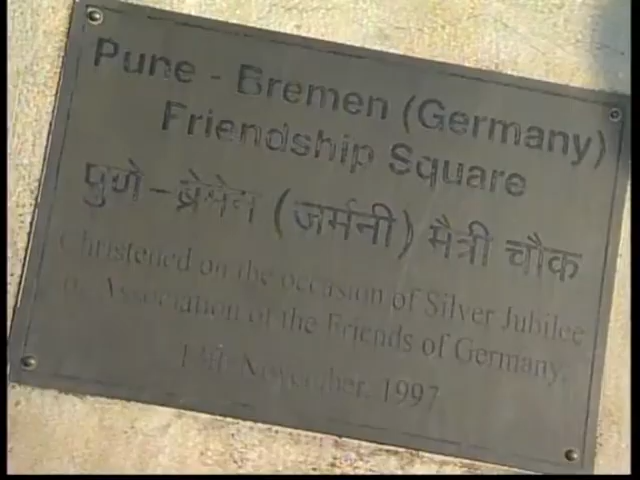 Pune - Bremen (Germany)
Friendship Square
पुणे - ब्रेमेन (जर्मनी) मैत्री चौक
Christened on the occasion of Silver Jubilee
Association of the Friends of Germany.
13th November, 1997